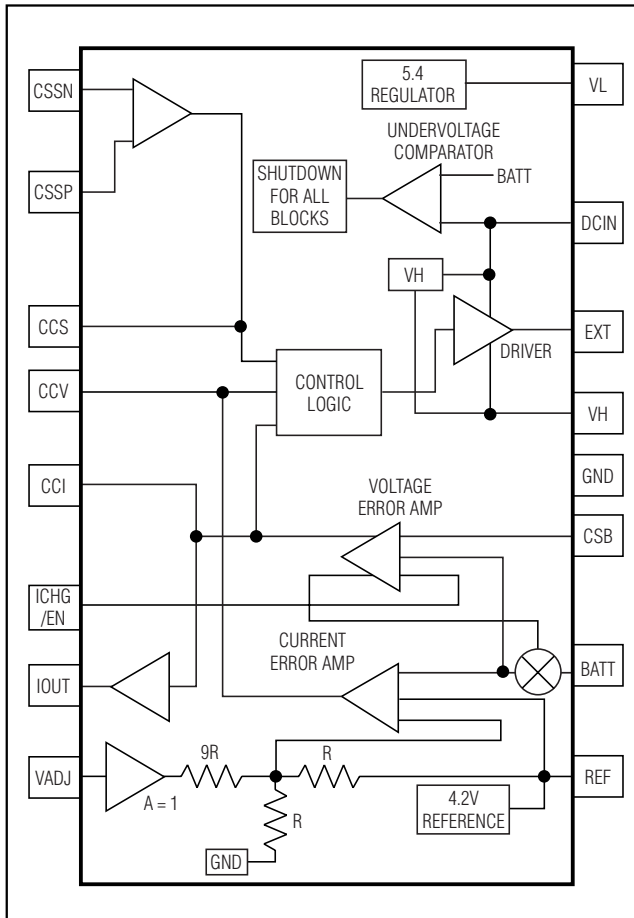 CSSN
CSSP
CCS
CCV
CCI
ICHG
/EN
IOUT
VADJ
5.4
REGULATOR
VL
UNDERVOLTAGE
COMPARATOR
SHUTDOWN
FOR ALL
BLOCKS
BATT
DCIN
VH
EXT
DRIVER
CONTROL
LOGIC
VH
GND
VOLTAGE
ERROR AMP
CSB
CURRENT
ERROR AMP
BATT
9R
R
REF
A = 1
R
4.2V
REFERENCE
GND